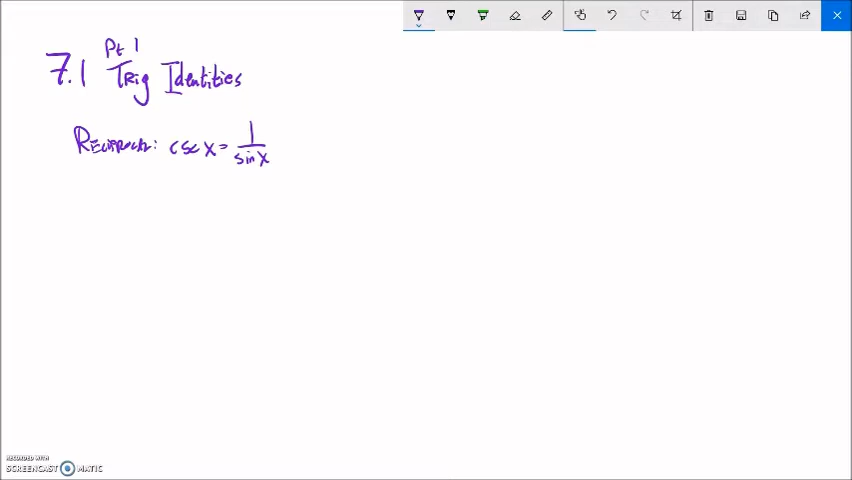 Pt 1
7.1 Trig Identities
Reciprocal: csc x = 1/sin x
RECORDED WITH
SCREENCAST MATIC